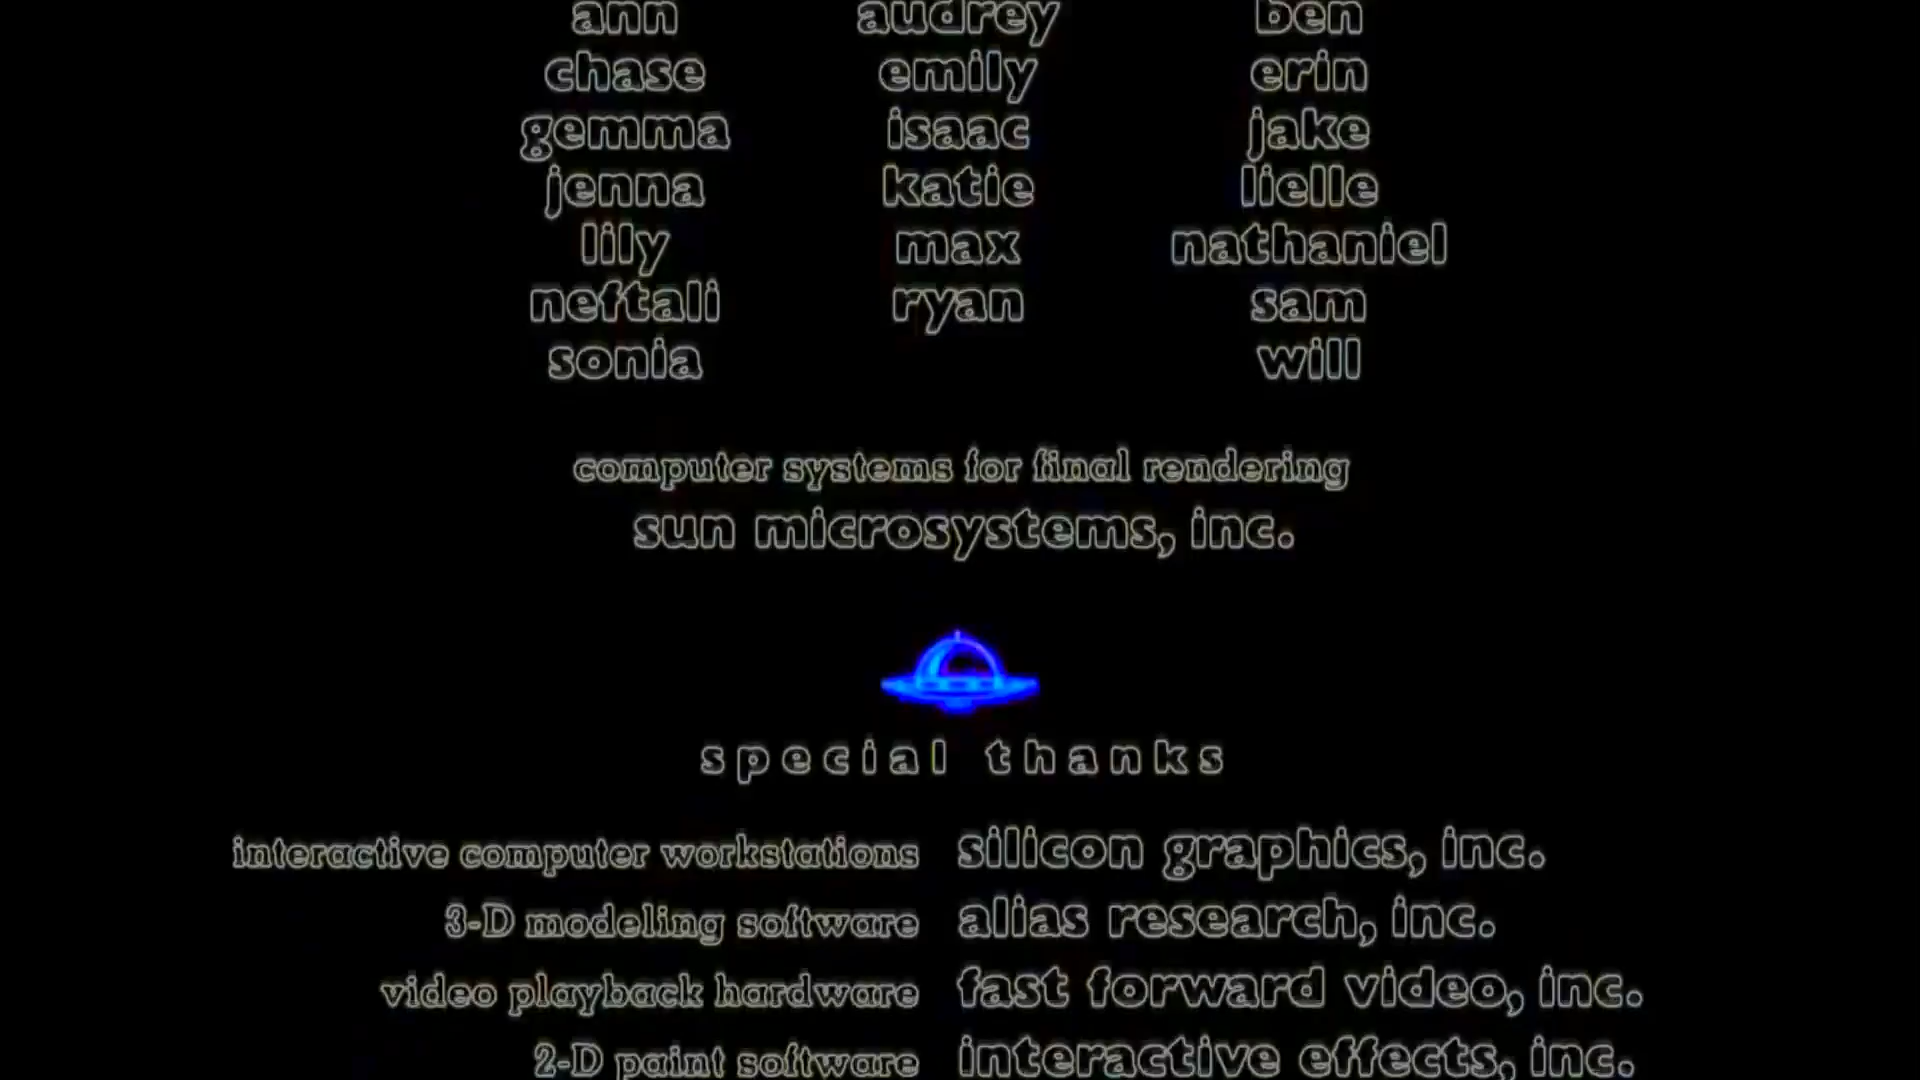 ann audrey ben
chase emily erin
gemma isaac jake
jenna katie lielle
lily max nathaniel
neftali ryan sam
sonia will
computer systems for final rendering
sun microsystems, inc.
special thanks
interactive computer workstations silicon graphics, inc.
3-D modeling software alias research, inc.
video playback hardware fast forward video, inc.
2-D paint software interactive effects, inc.